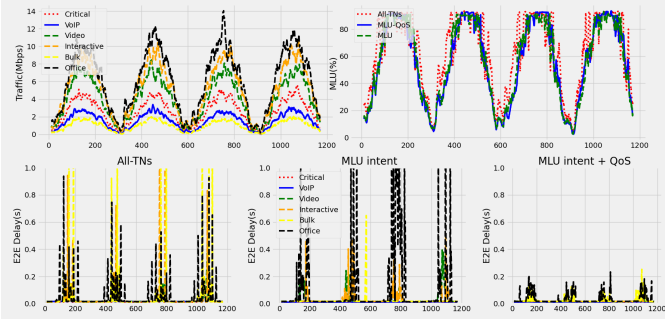 14
12
10
8
6
4
2
0
Traffic(Mbps)
Critical
VoIP
Video
Interactive
Bulk
Office
0
200
400
600
800
1000
1200
80
60
40
20
0
MLU(%)
All-TNs
MLU-QoS
MLU
0
200
400
600
800
1000
1200
All-TNs
1.0
0.8
0.6
0.4
0.2
0.0
E2E Delay(s)
0
200
400
600
800
1000
1200
MLU intent
1.0
0.8
0.6
0.4
0.2
0.0
E2E Delay(s)
Critical
VoIP
Video
Interactive
Bulk
Office
0
200
400
600
800
1000
1200
MLU intent + QoS
1.0
0.8
0.6
0.4
0.2
0.0
E2E Delay(s)
0
200
400
600
800
1000
1200